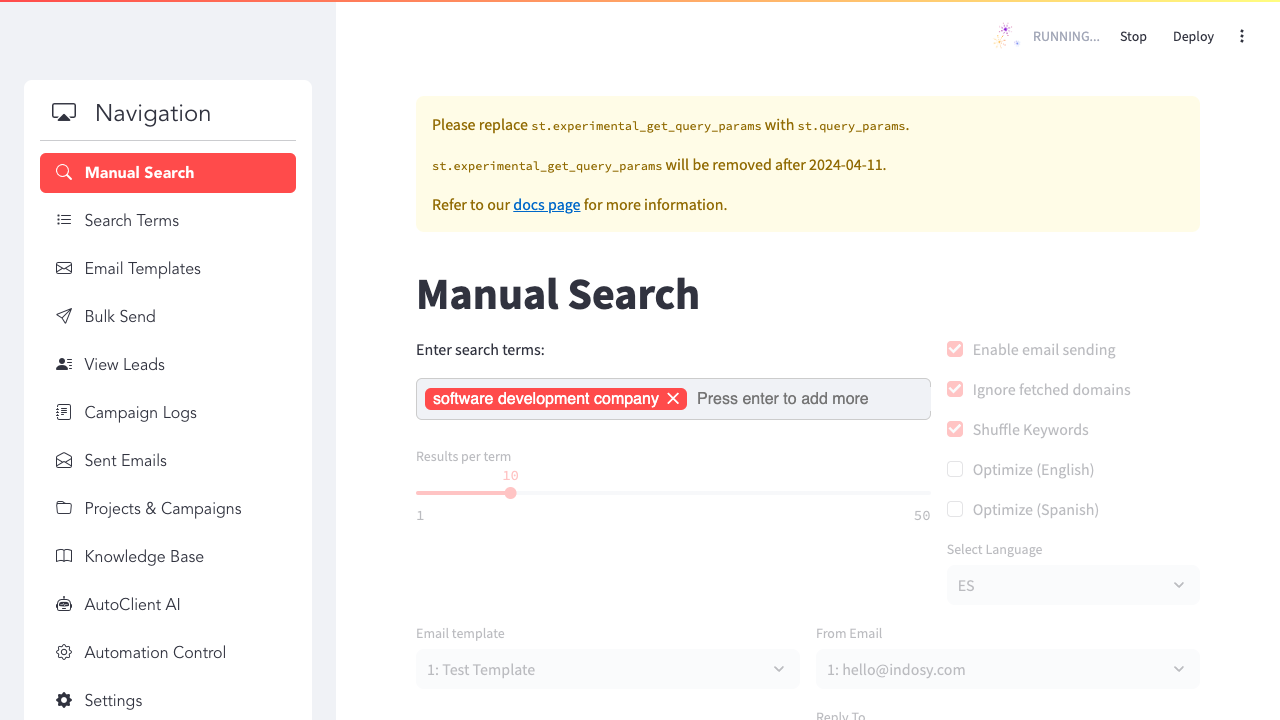 RUNNING...
Stop
Deploy
Navigation
Manual Search
Search Terms
Email Templates
Bulk Send
View Leads
Campaign Logs
Sent Emails
Projects & Campaigns
Knowledge Base
AutoClient AI
Automation Control
Settings
Please replace st.experimental_get_query_params with st.query_params.
st.experimental_get_query_params will be removed after 2024-04-11.
Refer to our docs page for more information.
Manual Search
Enter search terms:
software development company
Press enter to add more
Results per term
10
1
50
Enable email sending
Ignore fetched domains
Shuffle Keywords
Optimize (English)
Optimize (Spanish)
Select Language
ES
Email template
1: Test Template
From Email
1: hello@indosy.com
Reply To